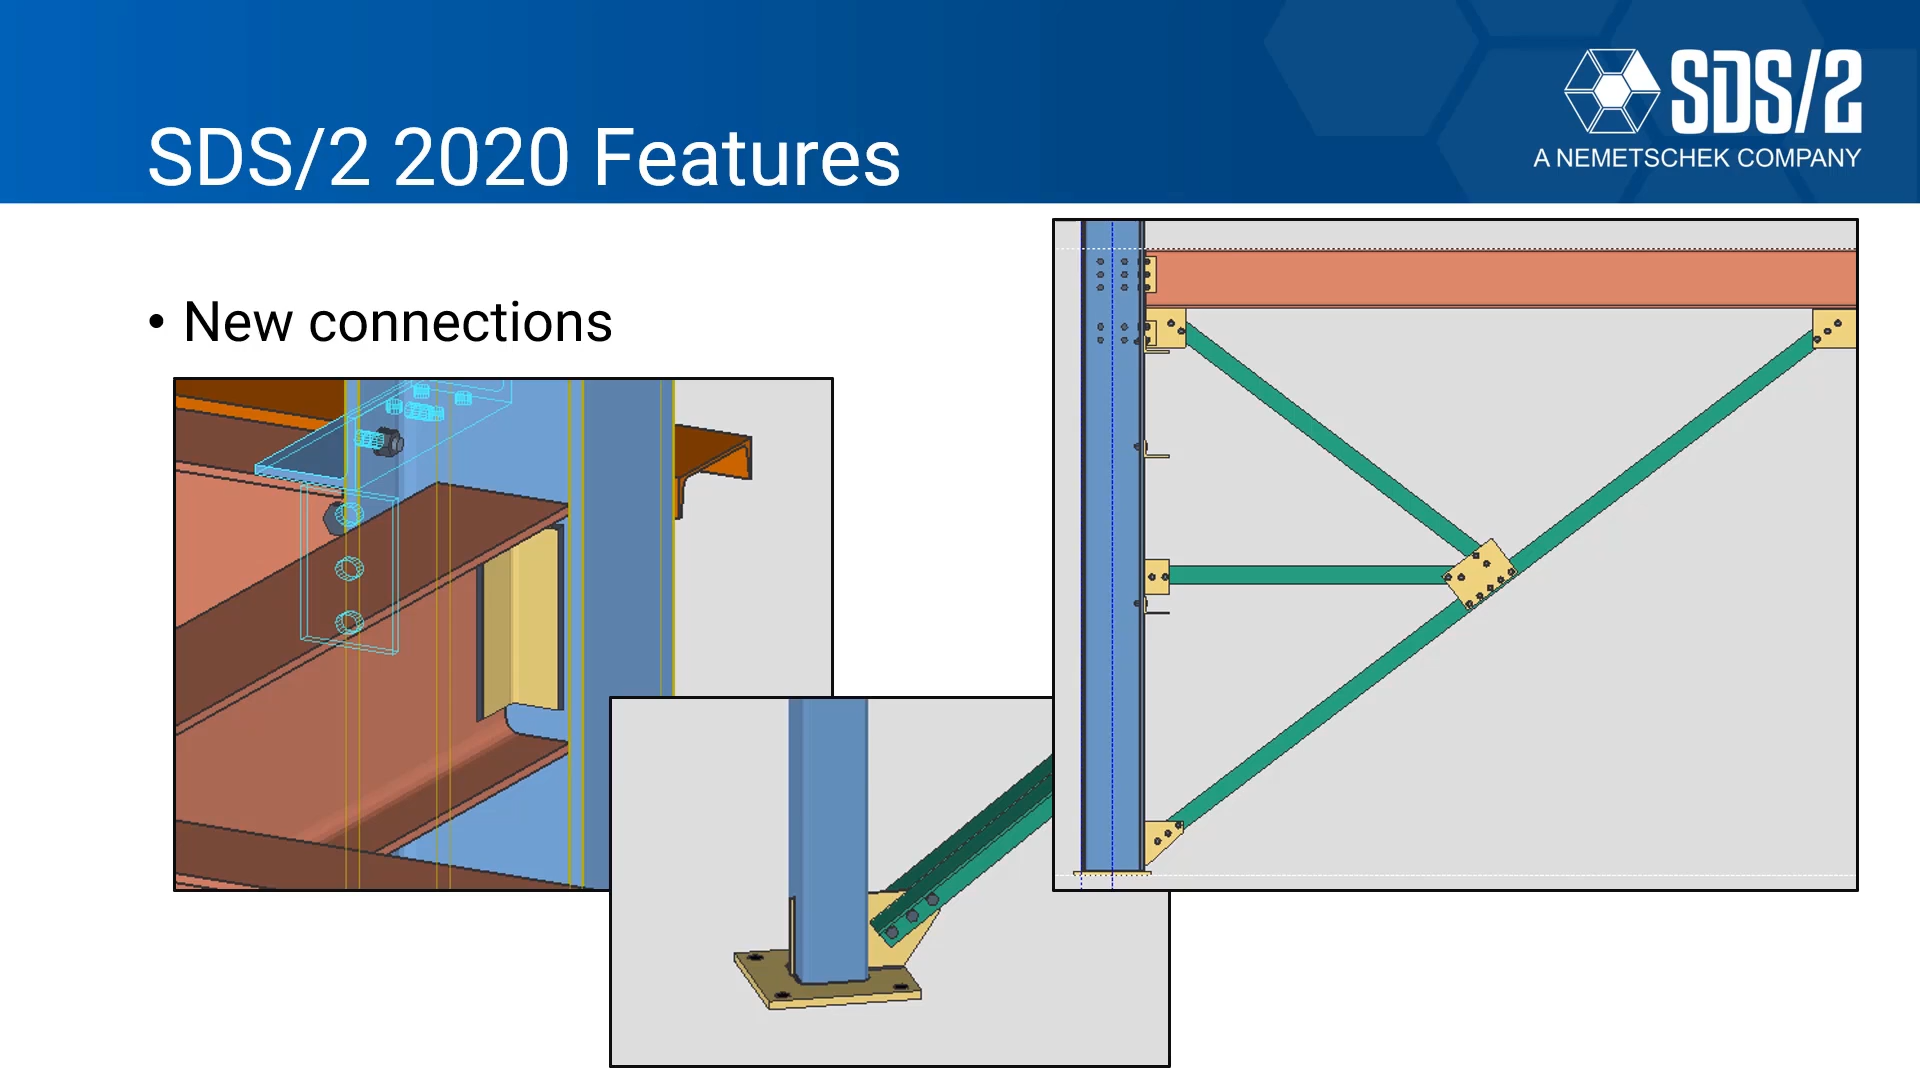 SDS/2
A NEMETSCHEK COMPANY
SDS/2 2020 Features
• New connections